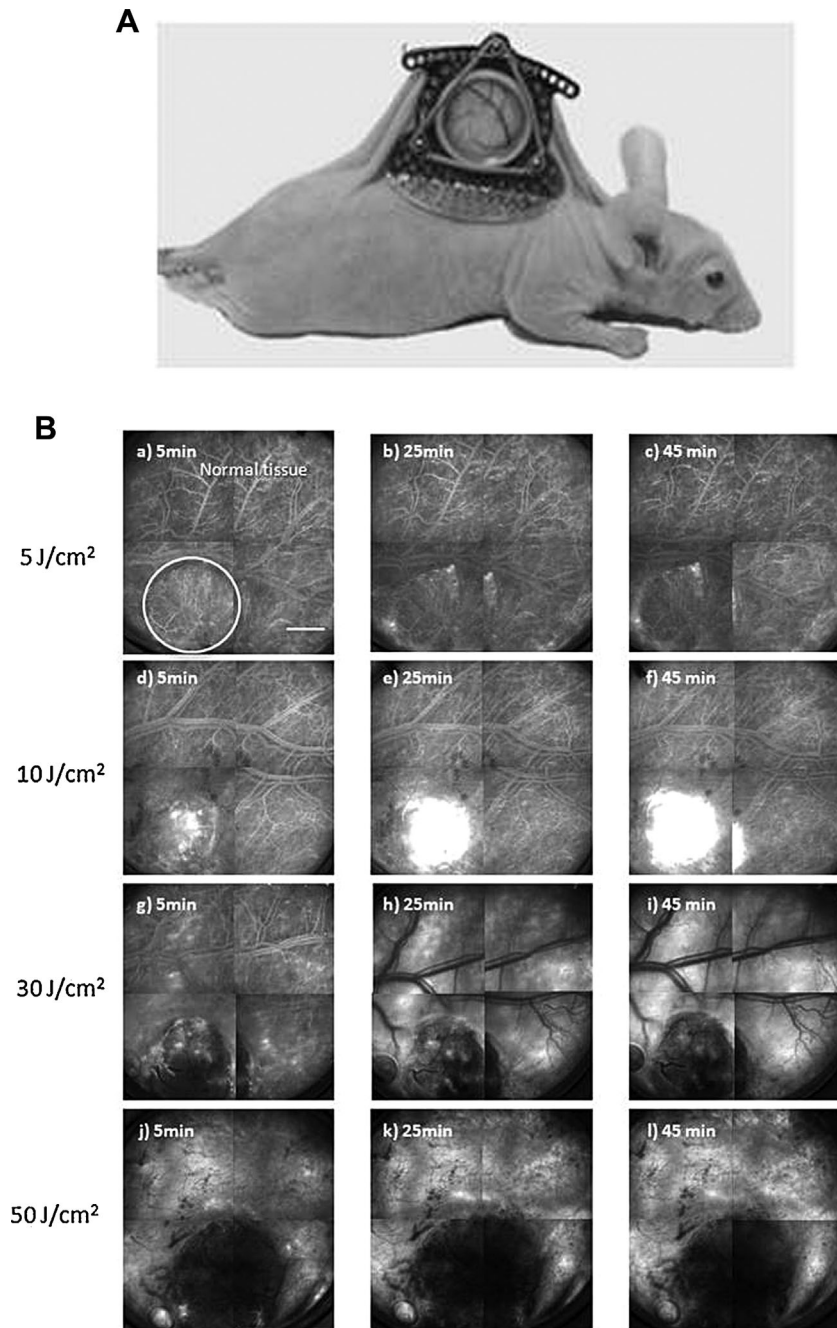 A
B
a) 5min
b) 25min
c) 45 min
Normal tissue
5 J/cm²
d) 5min
e) 25min
f) 45 min
10 J/cm²
g) 5min
h) 25min
i) 45 min
30 J/cm²
j) 5min
k) 25min
l) 45 min
50 J/cm²